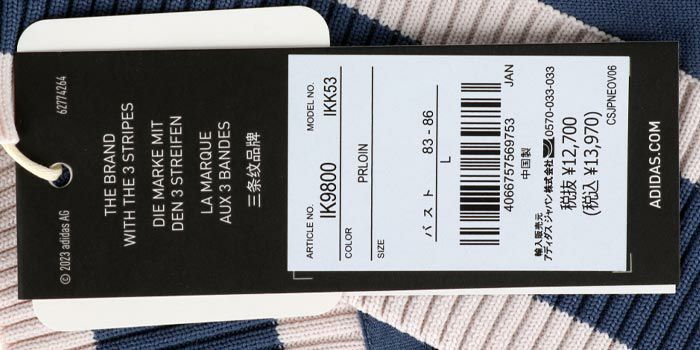 62774264
THE BRAND
WITH THE 3 STRIPES
DIE MARKE MIT
DEN 3 STREIFEN
LA MARQUE
AUX 3 BANDES
三条纹品牌
© 2023 adidas AG
ARTICLE NO.
MODEL NO.
IK9800
IKK53
COLOR
PRLOIN
SIZE
バスト 83 - 86
L
4066757569753
JAN
中国製
輸入販売元
アディダス ジャパン株式会社 0570-033-033
税抜 ¥12,700
(税込 ¥13,970)
CSJPNEOV06
ADIDAS.COM